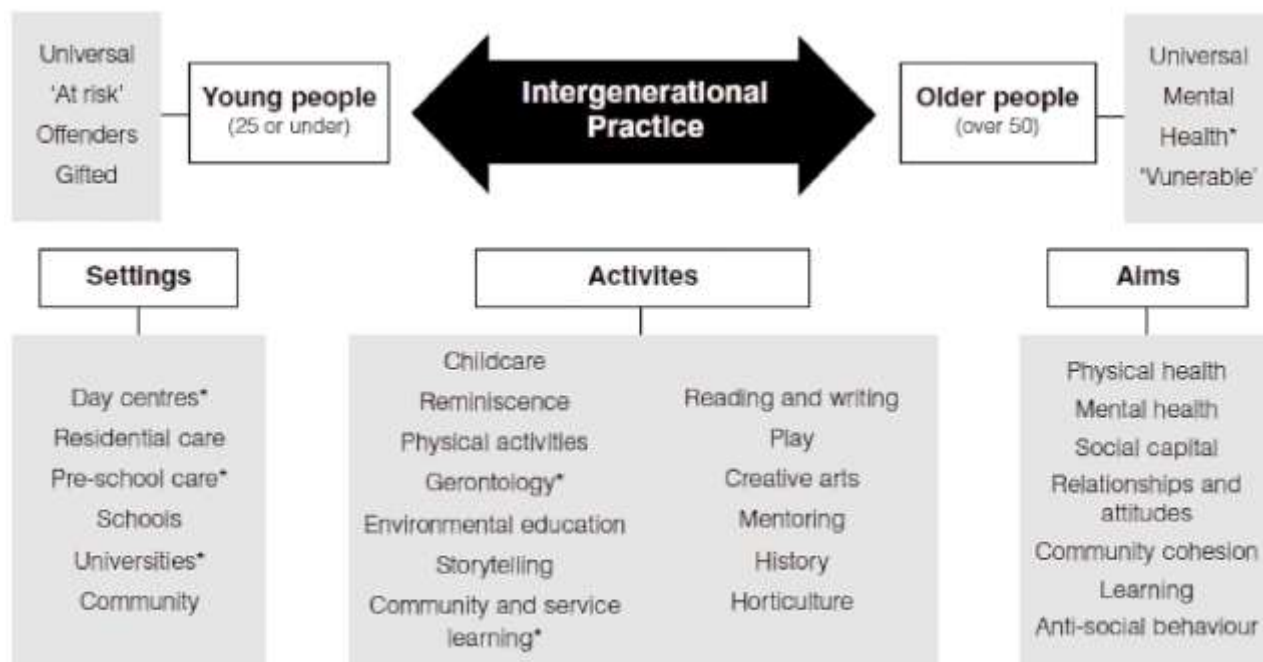 Universal
'At risk'
Offenders
Gifted
Young people
(25 or under)
Intergenerational
Practice
Older people
(over 50)
Universal
Mental
Health*
'Vunerable'
Settings
Day centres*
Residential care
Pre-school care*
Schools
Universities*
Community
Activites
Childcare
Reminiscence
Physical activities
Gerontology*
Environmental education
Storytelling
Community and service
learning*
Reading and writing
Play
Creative arts
Mentoring
History
Horticulture
Aims
Physical health
Mental health
Social capital
Relationships and
attitudes
Community cohesion
Learning
Anti-social behaviour